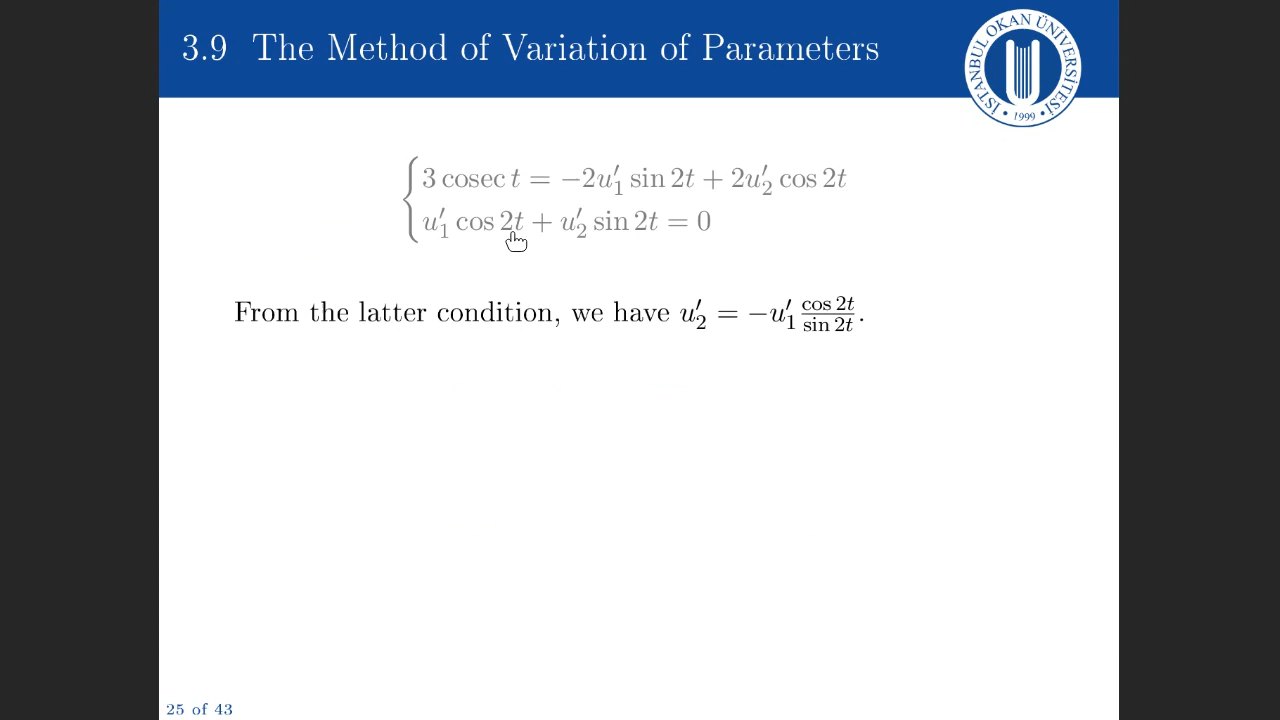 3.9 The Method of Variation of Parameters
İSTANBUL OKAN ÜNİVERSİTESİ
1999
3 cosec t = −2u′₁ sin 2t + 2u′₂ cos 2t
u′₁ cos 2t + u′₂ sin 2t = 0
From the latter condition, we have u′₂ = −u′₁ cos 2t / sin 2t.
25 of 43